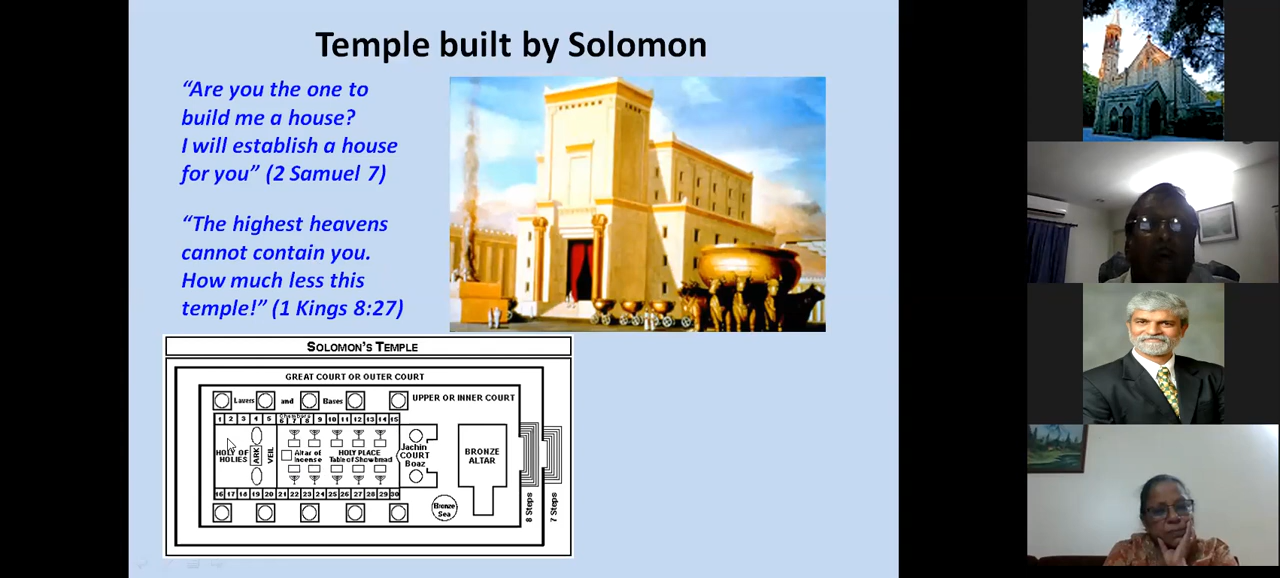 Temple built by Solomon
“Are you the one to
build me a house?
I will establish a house
for you” (2 Samuel 7)
“The highest heavens
cannot contain you.
How much less this
temple!” (1 Kings 8:27)
SOLOMON'S TEMPLE
GREAT COURT OR OUTER COURT
Lavers and Bases
UPPER OR INNER COURT
Chambers
1 2 3 4 5 6 7 8 9 10 11 12 13 14 15
HOLY OF
HOLIES
ARK
VEIL
Altar of
Incense
HOLY PLACE
Table of Showbread
Jachin
COURT
Boaz
BRONZE
ALTAR
16 17 18 19 20 21 22 23 24 25 26 27 28 29 30
Bronze
Sea
8 Steps
7 Steps